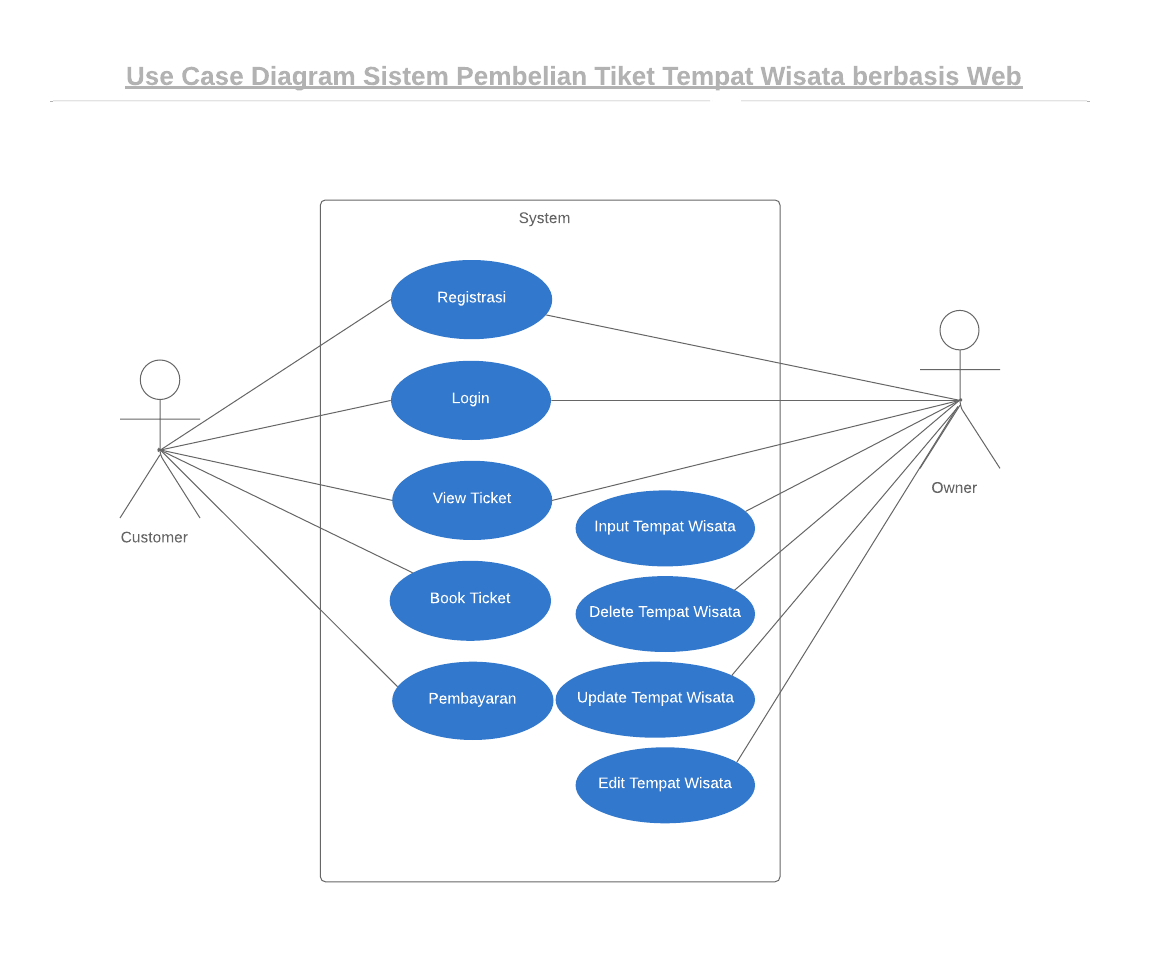 Use Case Diagram Sistem Pembelian Tiket Tempat Wisata berbasis Web
System
Registrasi
Login
View Ticket
Input Tempat Wisata
Owner
Customer
Book Ticket
Delete Tempat Wisata
Pembayaran
Update Tempat Wisata
Edit Tempat Wisata